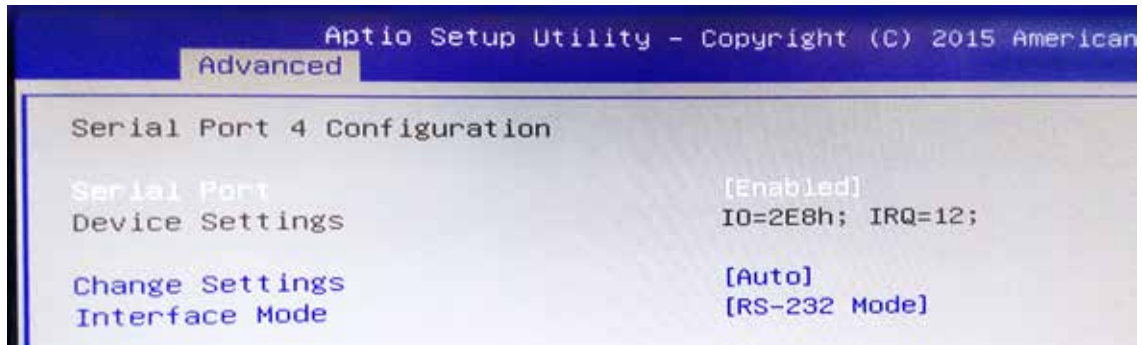 Aptio Setup Utility – Copyright (C) 2015 American
Advanced
Serial Port 4 Configuration
Serial Port [Enabled]
Device Settings IO=2E8h; IRQ=12;
Change Settings [Auto]
Interface Mode [RS-232 Mode]